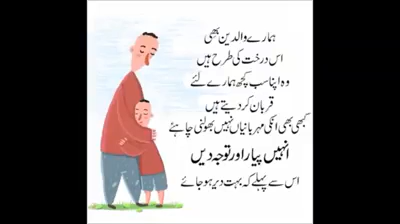 ہمارے والدین بھی
اس درخت کی طرح ہیں
وہ اپنا سب کچھ ہمارے لئے
قربان کر دیتے ہیں
کبھی بھی انکی مہربانیاں نہیں بھولنی چاہئے
انہیں پیار اور توجہ دیں
اس سے پہلے کہ بہت دیر ہو جائے